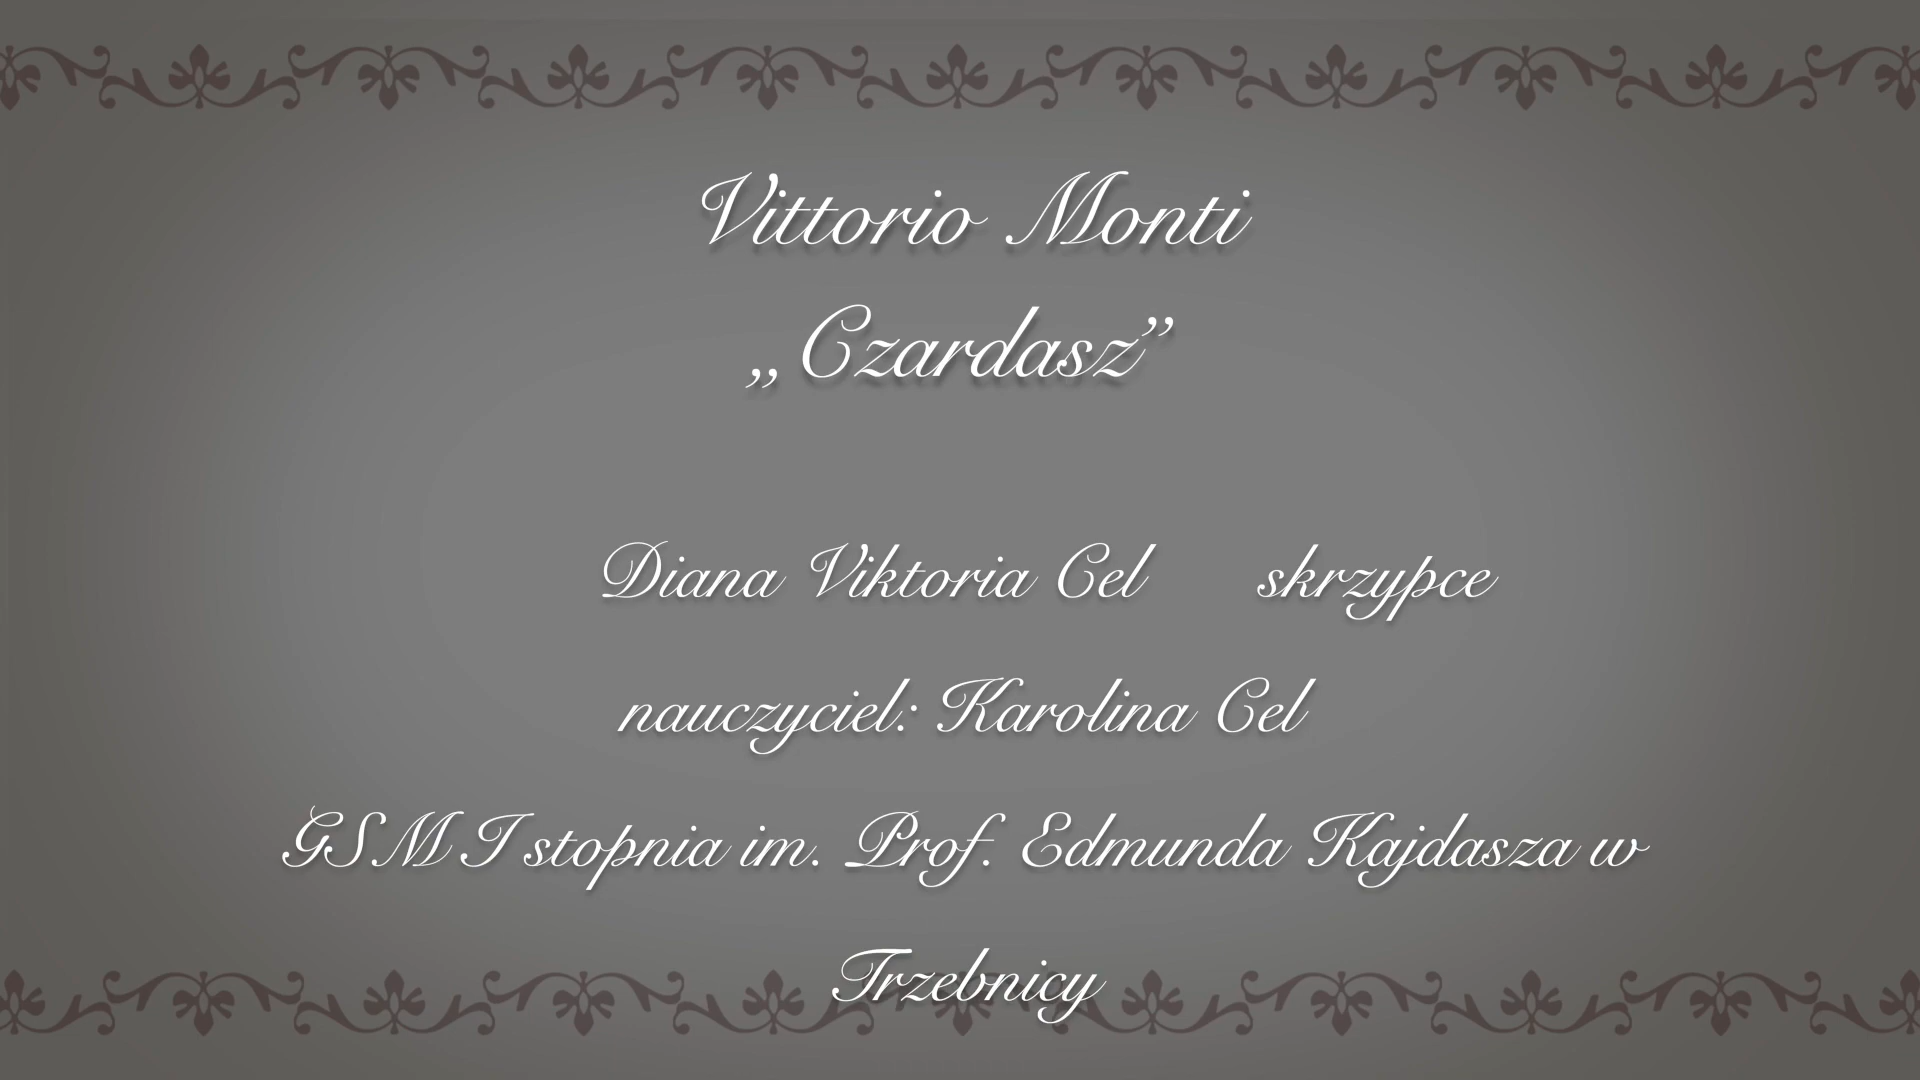 Vittorio Monti
„Czardasz”
Diana Viktoria Cel skrzypce
nauczyciel: Karolina Cel
GSM I stopnia im. Prof. Edmunda Kajdasza w
Trzebnicy